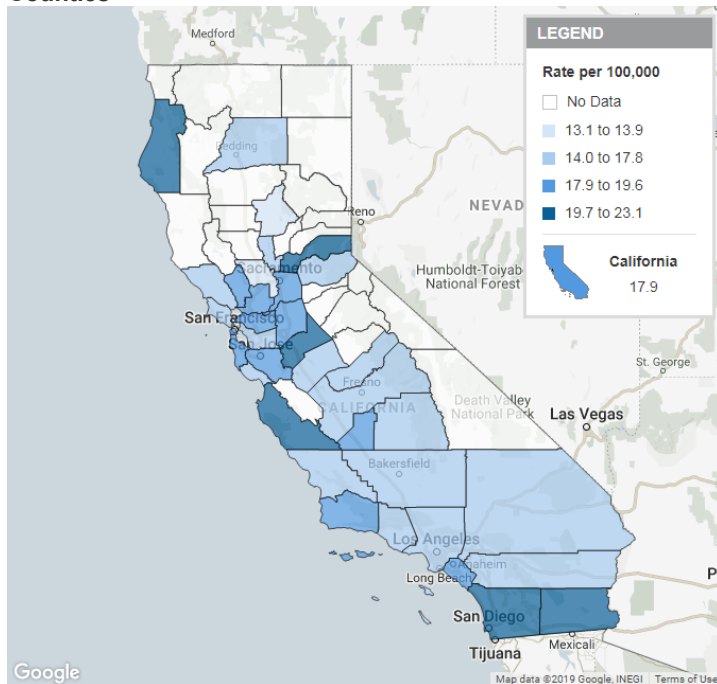 Counties
Medford
Redding
Reno
NEVAD
Sacramento
Humboldt-Toiyab
National Forest
San Francisco
San Jose
St. George
Fresno
CALIFORNIA
Death Valley
National Park
Las Vegas
Bakersfield
Los Angeles
Anaheim
Long Beach
P
San Diego
Tijuana
Mexicali
Google
Map data ©2019 Google, INEGI
Terms of Use
LEGEND
Rate per 100,000
No Data
13.1 to 13.9
14.0 to 17.8
17.9 to 19.6
19.7 to 23.1
California
17.9